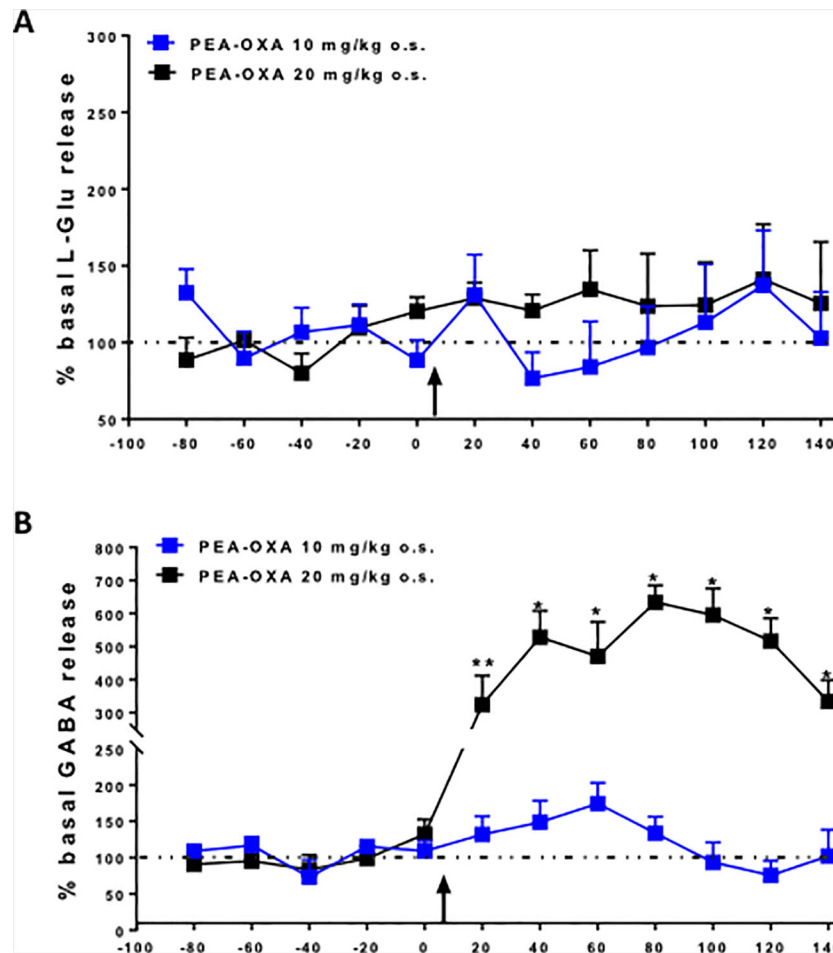 A
PEA-OXA 10 mg/kg o.s.
PEA-OXA 20 mg/kg o.s.
% basal L-Glu release
300
250
200
150
100
50
-100 -80 -60 -40 -20 0 20 40 60 80 100 120 140
B
PEA-OXA 10 mg/kg o.s.
PEA-OXA 20 mg/kg o.s.
% basal GABA release
800
700
600
500
400
300
250
200
150
100
50
0
** * * * * * *
-100 -80 -60 -40 -20 0 20 40 60 80 100 120 140